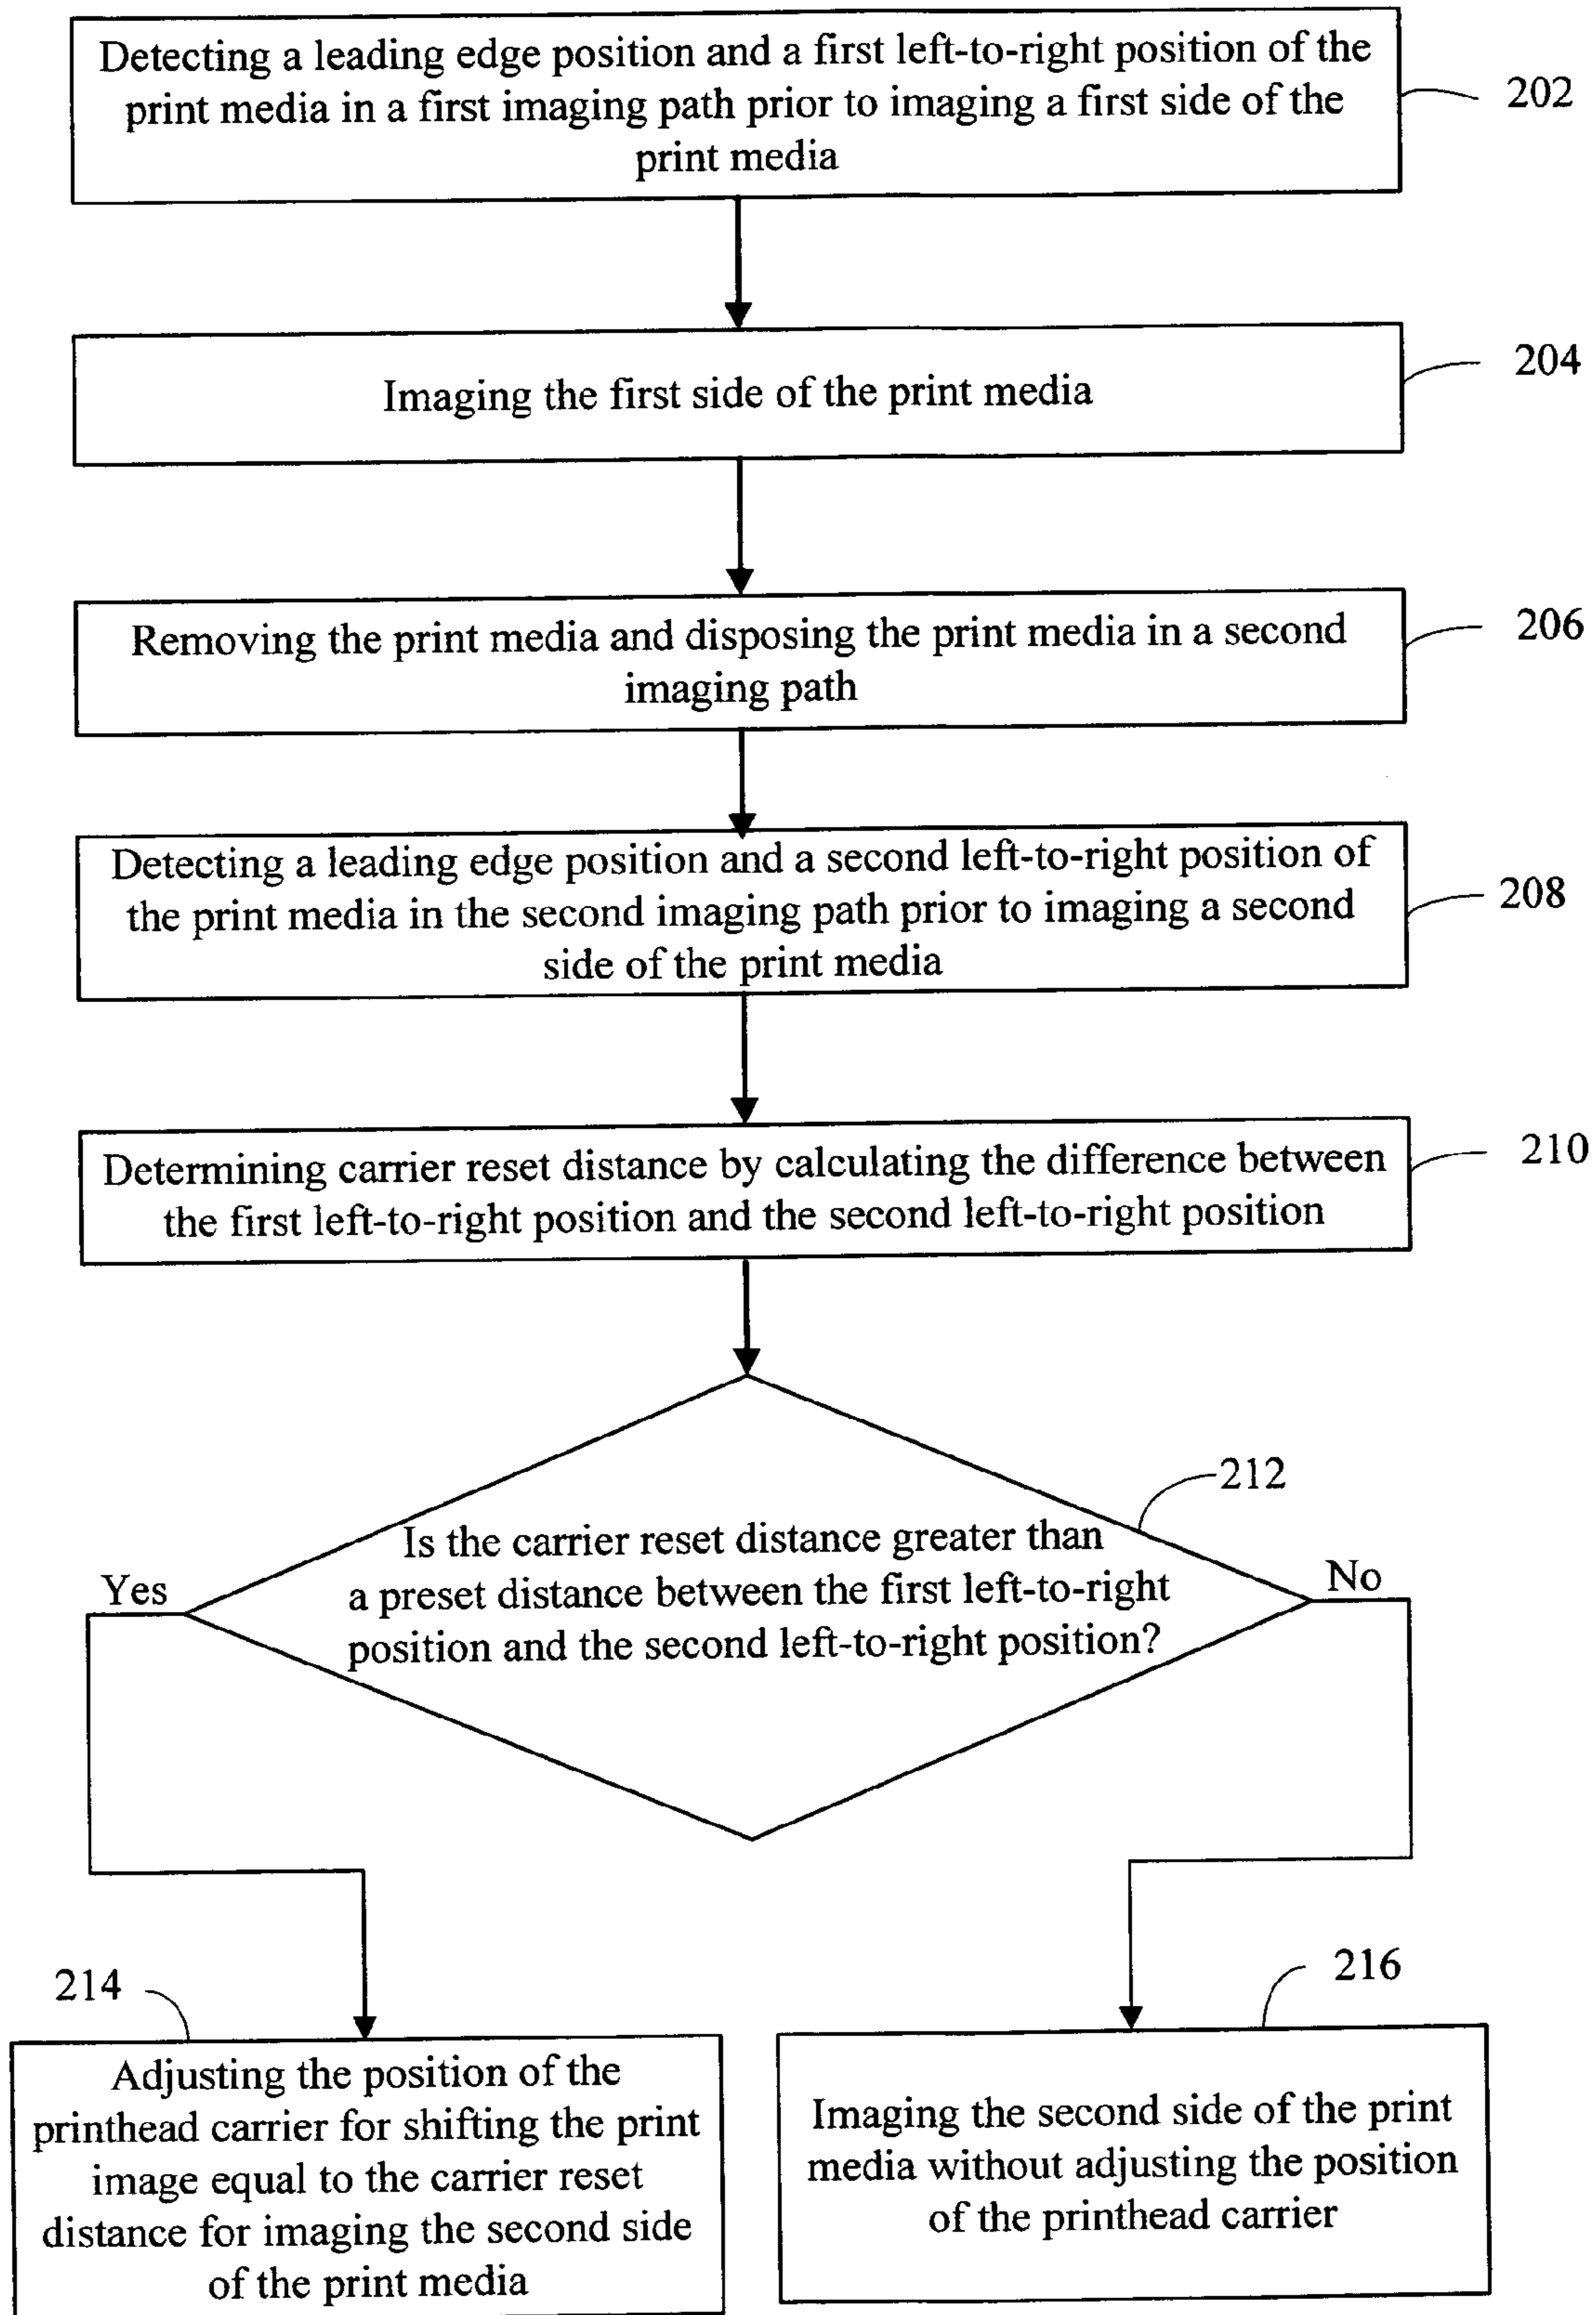 Detecting a leading edge position and a first left-to-right position of the
print media in a first imaging path prior to imaging a first side of the
print media
202
Imaging the first side of the print media
204
Removing the print media and disposing the print media in a second
imaging path
206
Detecting a leading edge position and a second left-to-right position of
the print media in the second imaging path prior to imaging a second
side of the print media
208
Determining carrier reset distance by calculating the difference between
the first left-to-right position and the second left-to-right position
210
212
Is the carrier reset distance greater than
a preset distance between the first left-to-right
position and the second left-to-right position?
Yes
No
214
Adjusting the position of the
printhead carrier for shifting the print
image equal to the carrier reset
distance for imaging the second side
of the print media
216
Imaging the second side of the print
media without adjusting the position
of the printhead carrier